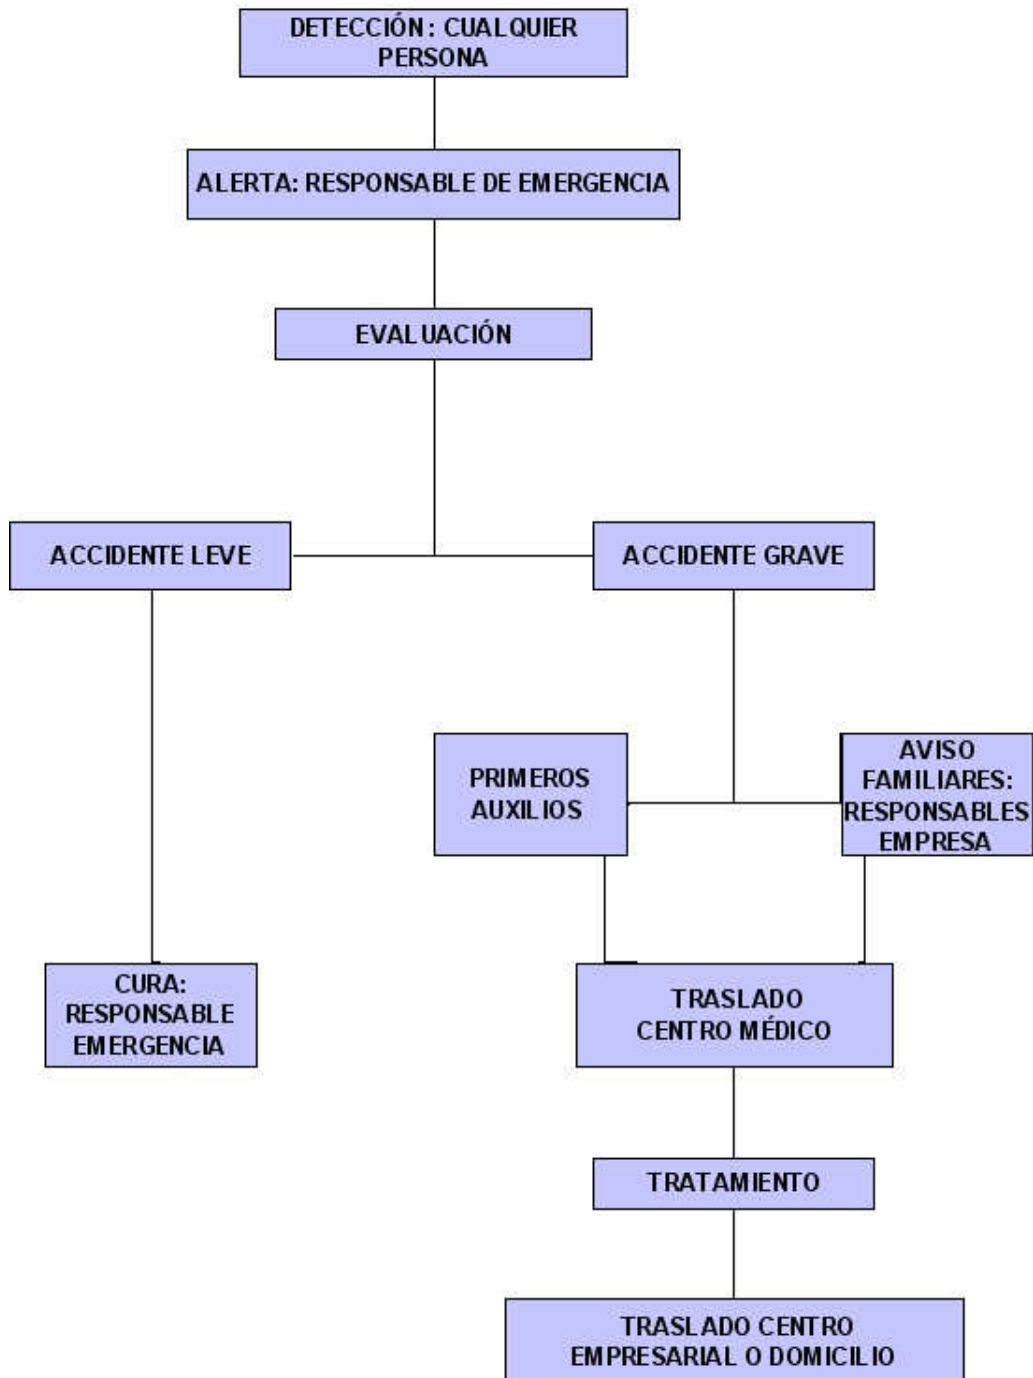 DETECCIÓN : CUALQUIER
PERSONA
ALERTA: RESPONSABLE DE EMERGENCIA
EVALUACIÓN
ACCIDENTE LEVE
ACCIDENTE GRAVE
PRIMEROS
AUXILIOS
AVISO
FAMILIARES:
RESPONSABLES
EMPRESA
CURA:
RESPONSABLE
EMERGENCIA
TRASLADO
CENTRO MÉDICO
TRATAMIENTO
TRASLADO CENTRO
EMPRESARIAL O DOMICILIO